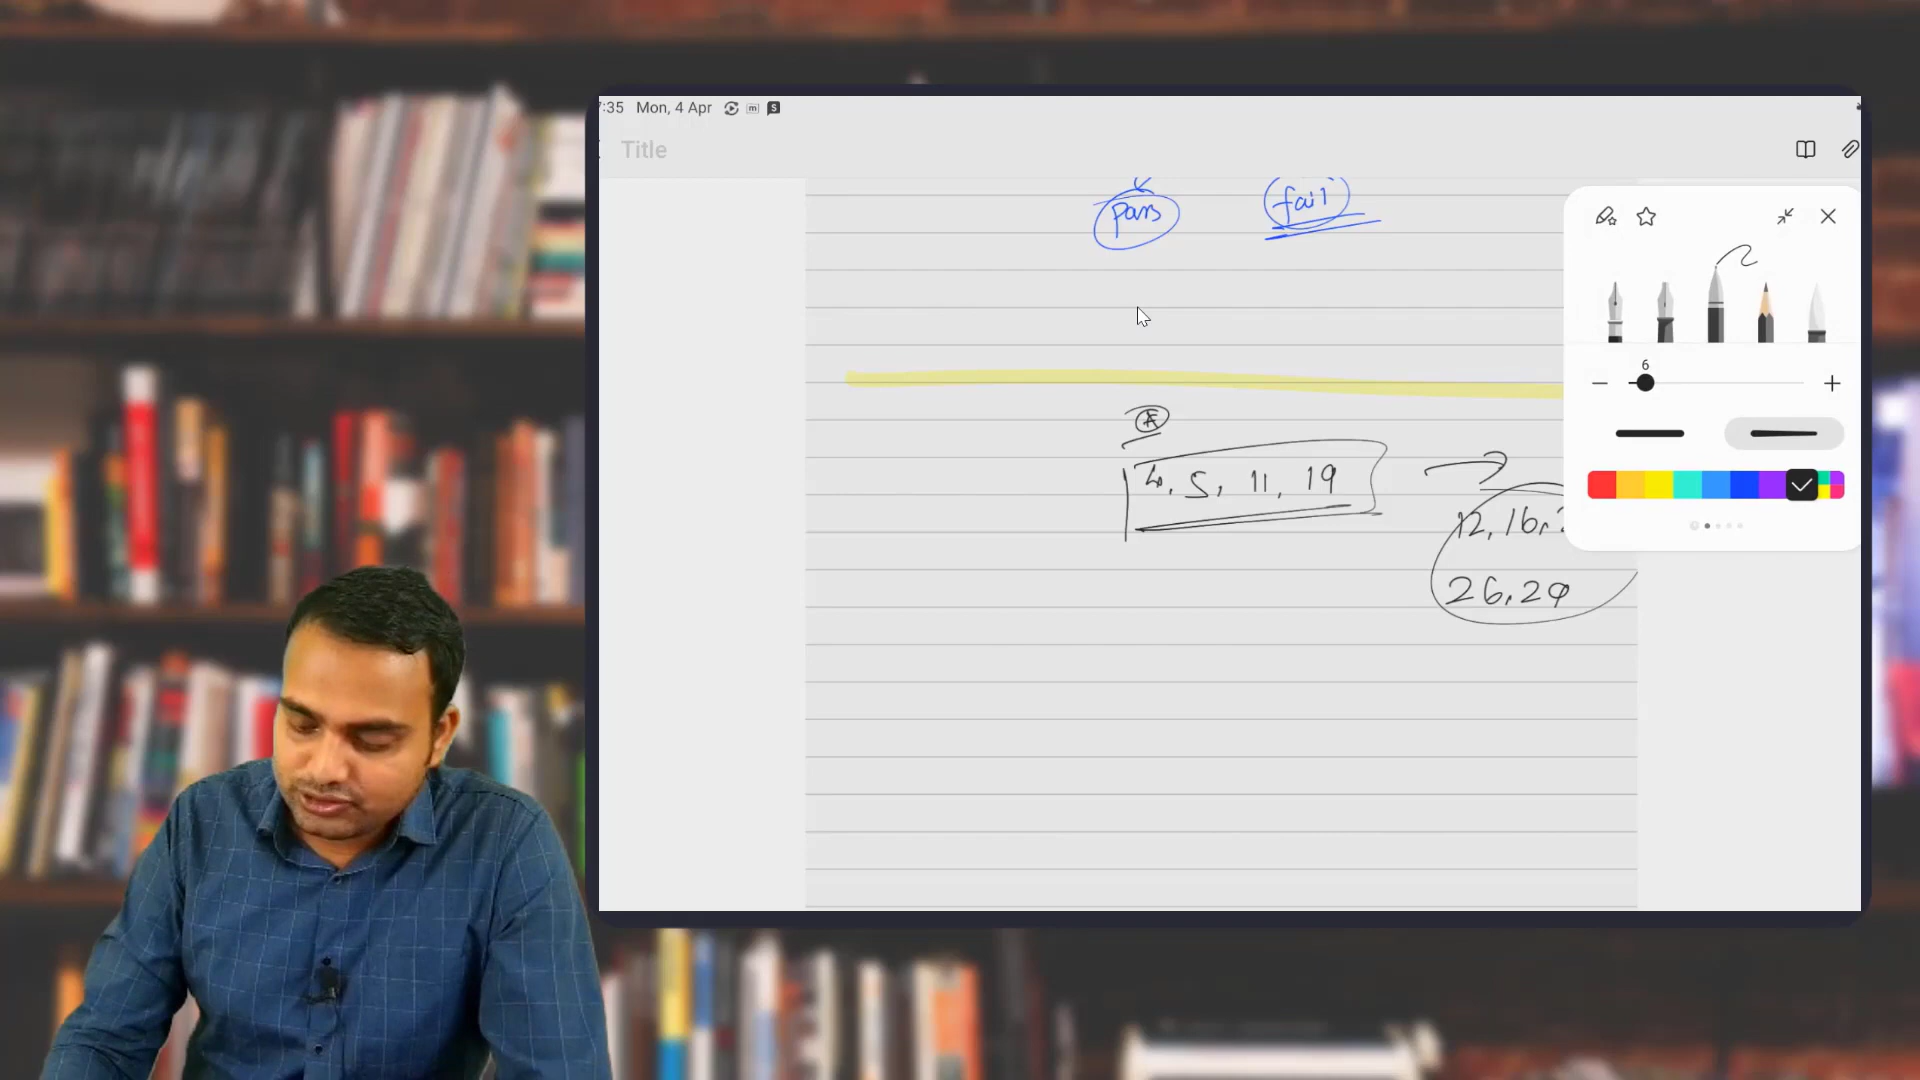 :35 Mon, 4 Apr
Title
pass
fail
6
4, 5, 11, 19
12, 16,
26, 29